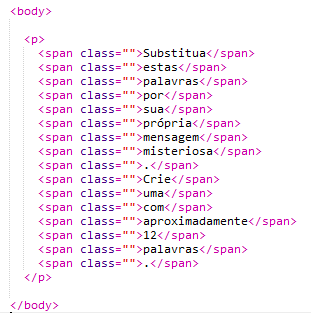 <body>
<p>
<span class="">Substitua</span>
<span class="">estas</span>
<span class="">palavras</span>
<span class="">por</span>
<span class="">sua</span>
<span class="">própria</span>
<span class="">mensagem</span>
<span class="">misteriosa</span>
<span class="">.</span>
<span class="">Crie</span>
<span class="">uma</span>
<span class="">com</span>
<span class="">aproximadamente</span>
<span class="">12</span>
<span class="">palavras</span>
<span class="">.</span>
</p>
</body>